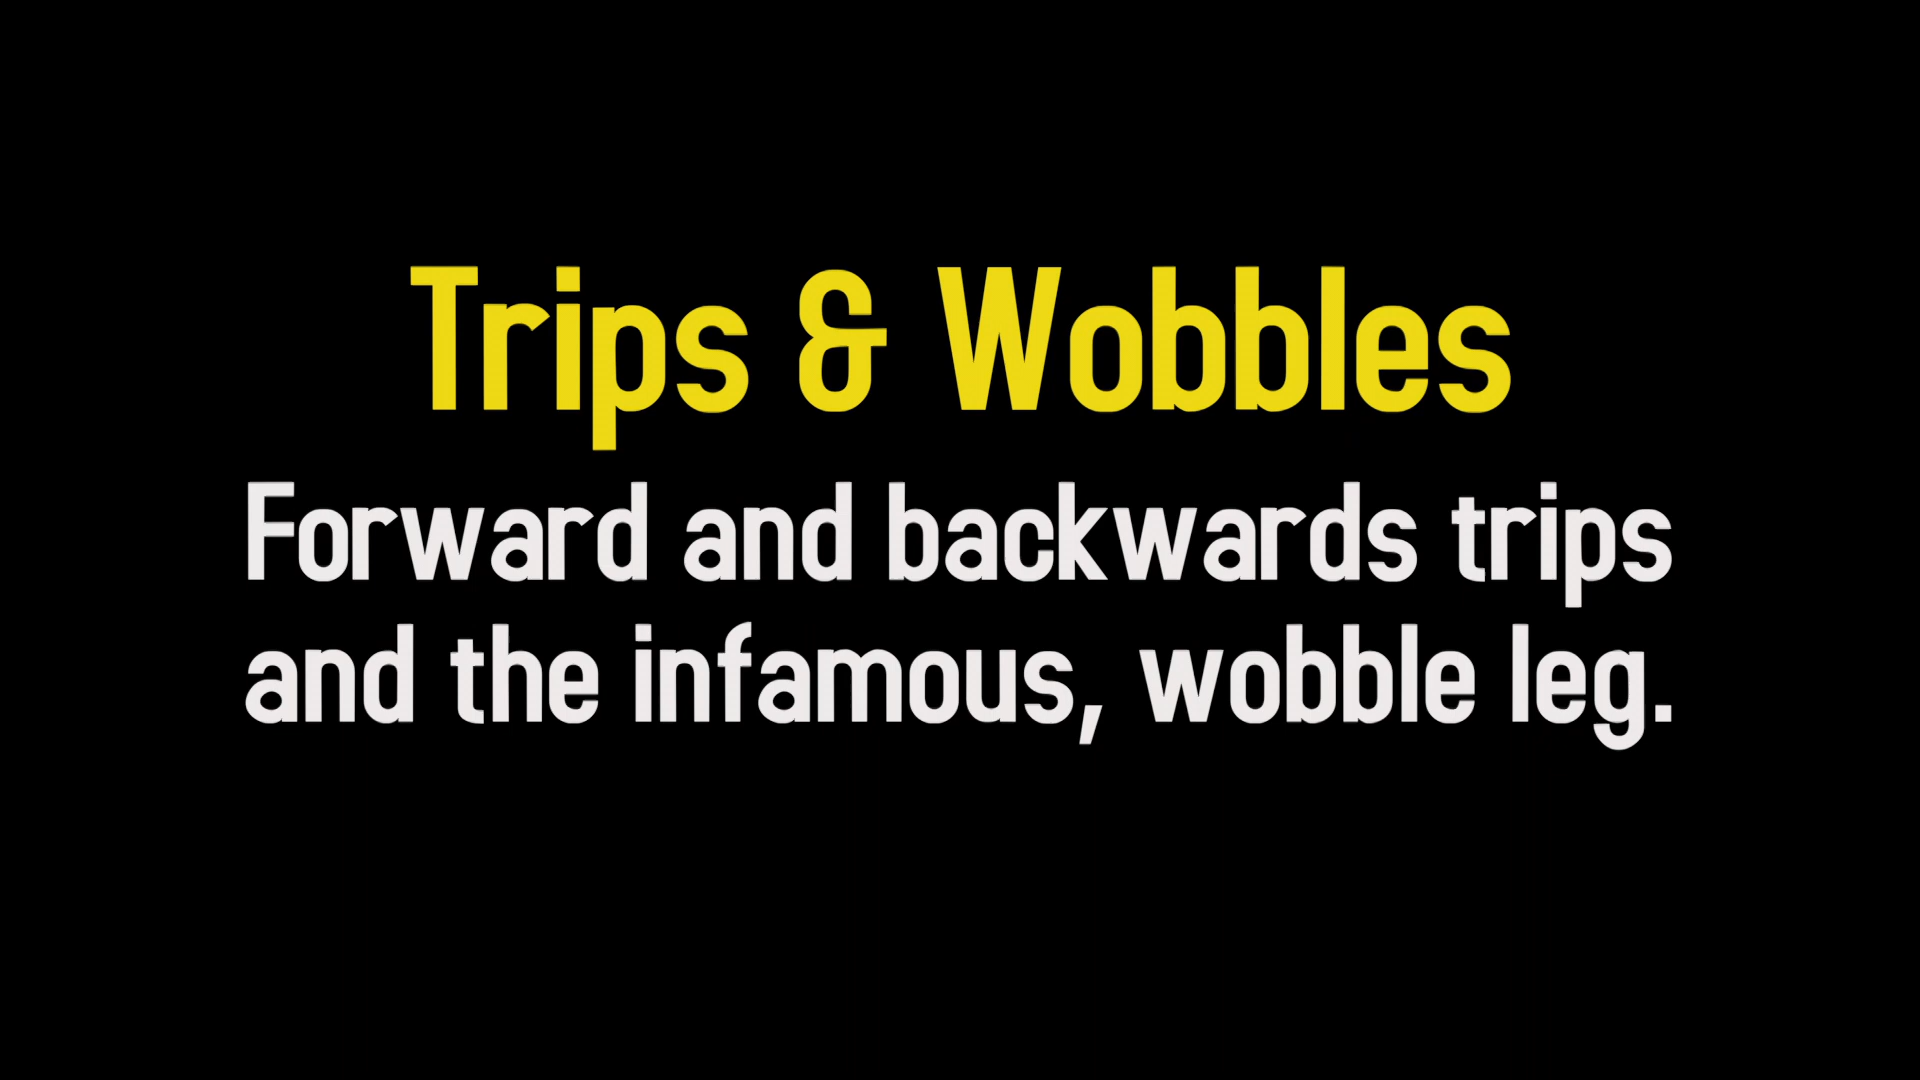 Trips & Wobbles
Forward and backwards trips
and the infamous, wobble leg.